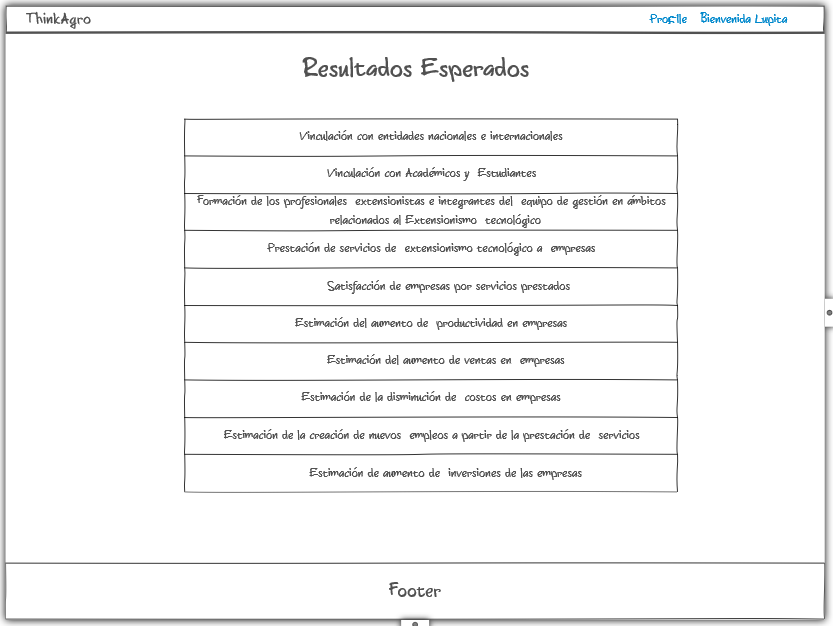 ThinkAgro
Profile Bienvenida Lupita
Resultados Esperados
Vinculación con entidades nacionales e internacionales
Vinculación con Académicos y Estudiantes
Formación de los profesionales extensionistas e integrantes del equipo de gestión en ámbitos
relacionados al Extensionismo tecnológico
Prestación de servicios de extensionismo tecnológico a empresas
Satisfacción de empresas por servicios prestados
Estimación del aumento de productividad en empresas
Estimación del aumento de ventas en empresas
Estimación de la disminución de costos en empresas
Estimación de la creación de nuevos empleos a partir de la prestación de servicios
Estimación de aumento de inversiones de las empresas
Footer